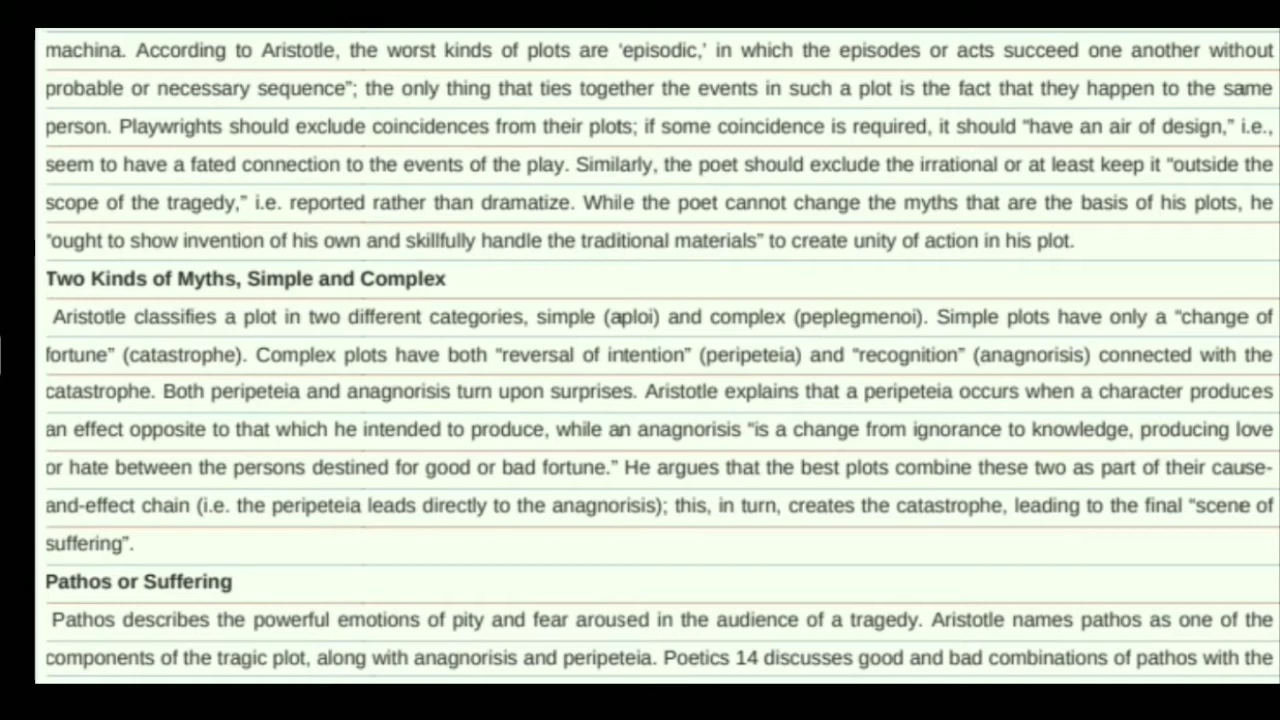 machina. According to Aristotle, the worst kinds of plots are ‘episodic,’ in which the episodes or acts succeed one another without
probable or necessary sequence”; the only thing that ties together the events in such a plot is the fact that they happen to the same
person. Playwrights should exclude coincidences from their plots; if some coincidence is required, it should “have an air of design,” i.e.,
seem to have a fated connection to the events of the play. Similarly, the poet should exclude the irrational or at least keep it “outside the
scope of the tragedy,” i.e. reported rather than dramatize. While the poet cannot change the myths that are the basis of his plots, he
“ought to show invention of his own and skillfully handle the traditional materials” to create unity of action in his plot.
Two Kinds of Myths, Simple and Complex
Aristotle classifies a plot in two different categories, simple (aploi) and complex (peplegmenoi). Simple plots have only a “change of
fortune” (catastrophe). Complex plots have both “reversal of intention” (peripeteia) and “recognition” (anagnorisis) connected with the
catastrophe. Both peripeteia and anagnorisis turn upon surprises. Aristotle explains that a peripeteia occurs when a character produces
an effect opposite to that which he intended to produce, while an anagnorisis “is a change from ignorance to knowledge, producing love
or hate between the persons destined for good or bad fortune.” He argues that the best plots combine these two as part of their cause-
and-effect chain (i.e. the peripeteia leads directly to the anagnorisis); this, in turn, creates the catastrophe, leading to the final “scene of
suffering”.
Pathos or Suffering
Pathos describes the powerful emotions of pity and fear aroused in the audience of a tragedy. Aristotle names pathos as one of the
components of the tragic plot, along with anagnorisis and peripeteia. Poetics 14 discusses good and bad combinations of pathos with the